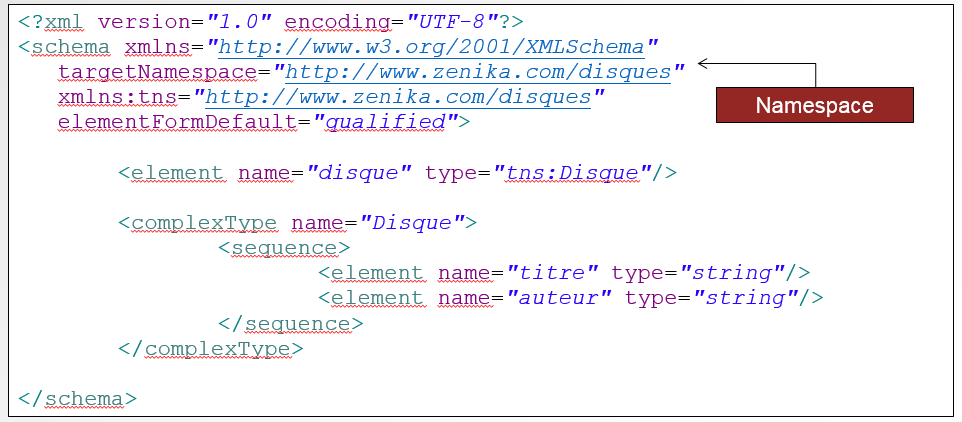 <?xml version="1.0" encoding="UTF-8"?>
<schema xmlns="http://www.w3.org/2001/XMLSchema"
targetNamespace="http://www.zenika.com/disques"
xmlns:tns="http://www.zenika.com/disques"
Namespace
elementFormDefault="qualified">
<element name="disque" type="tns:Disque"/>
<complexType name="Disque">
<sequence>
<element name="titre" type="string"/>
<element name="auteur" type="string"/>
</sequence>
</complexType>
</schema>